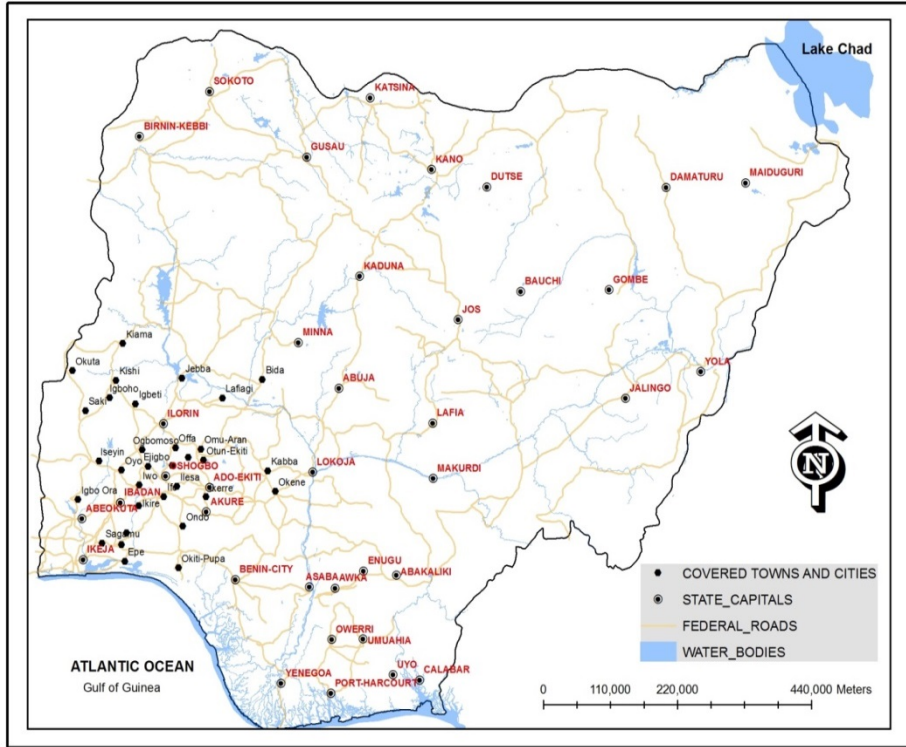 Lake Chad
SOKOTO
KATSINA
BIRNIN-KEBBI
GUSAU
KANO
DUTSE
DAMATURU
MAIDUGURI
KADUNA
BAUCHI
GOMBE
JOS
MINNA
Kiama
Okuta
Kishi
Jebba
Bida
ABUJA
YOLA
Igboho
Igbeti
Lafiagi
JALINGO
Saki
ILORIN
LAFIA
Ogbomoso
Offa
Omu-Aran
Iseyin
Oyo
Ejigbo
Otun-Ekiti
OSHOGBO
Kabba
LOKOJA
MAKURDI
Iwo
Ilesa
ADO-EKITI
Igbo Ora
IBADAN
Ife
Ikerre
Okene
ABEOKUTA
Ikire
AKURE
Ondo
Sagamu
IKEJA
Epe
Okiti-Pupa
BENIN-CITY
ASABA
AWKA
ENUGU
ABAKALIKI
OWERRI
UMUAHIA
UYO
CALABAR
YENEGOA
PORT-HARCOURT
ATLANTIC OCEAN
Gulf of Guinea
N
COVERED TOWNS AND CITIES
STATE_CAPITALS
FEDERAL_ROADS
WATER_BODIES
0 110,000 220,000 440,000 Meters